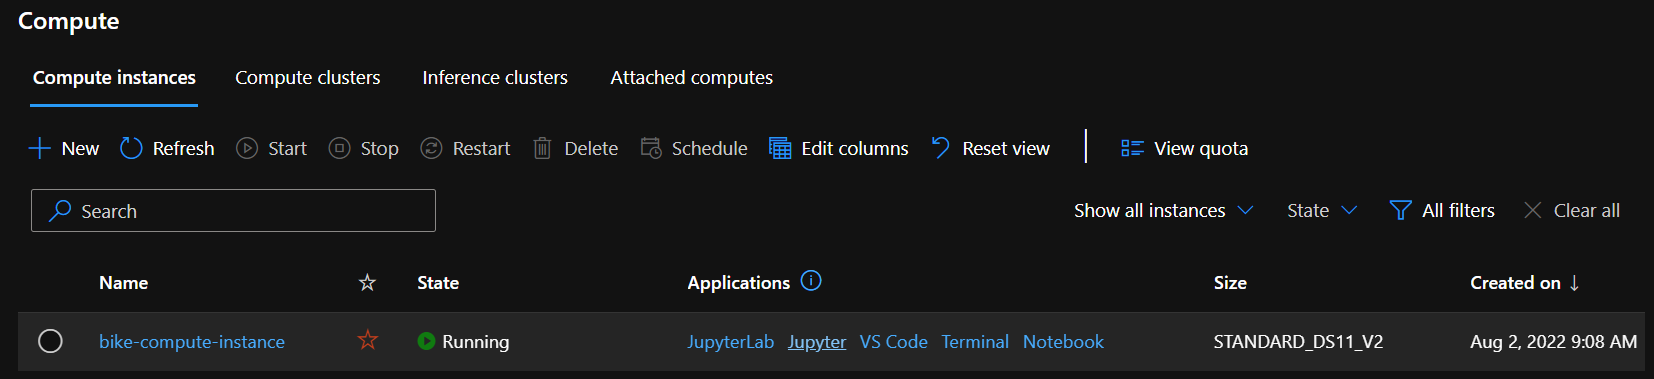 Compute
Compute instances Compute clusters Inference clusters Attached computes
New Refresh Start Stop Restart Delete Schedule Edit columns Reset view View quota
Search Show all instances State All filters Clear all
Name State Applications Size Created on
bike-compute-instance Running JupyterLab Jupyter VS Code Terminal Notebook STANDARD_DS11_V2 Aug 2, 2022 9:08 AM